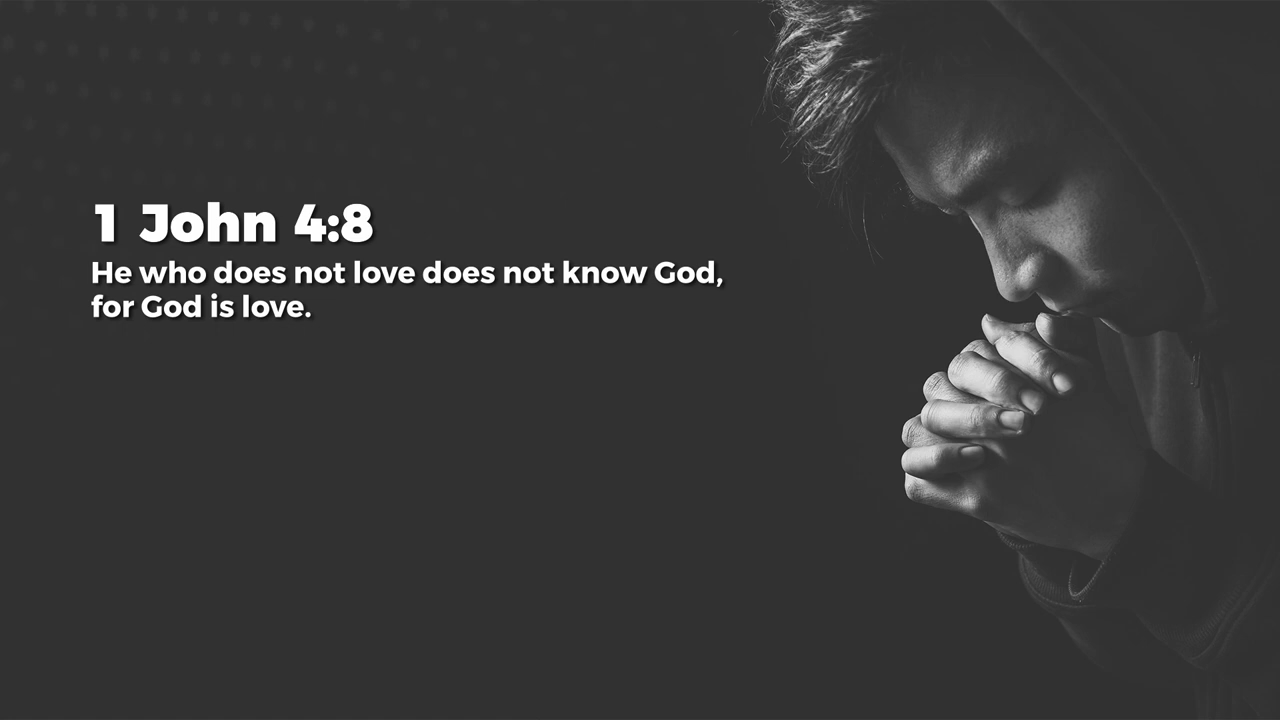 1 John 4:8
He who does not love does not know God,
for God is love.